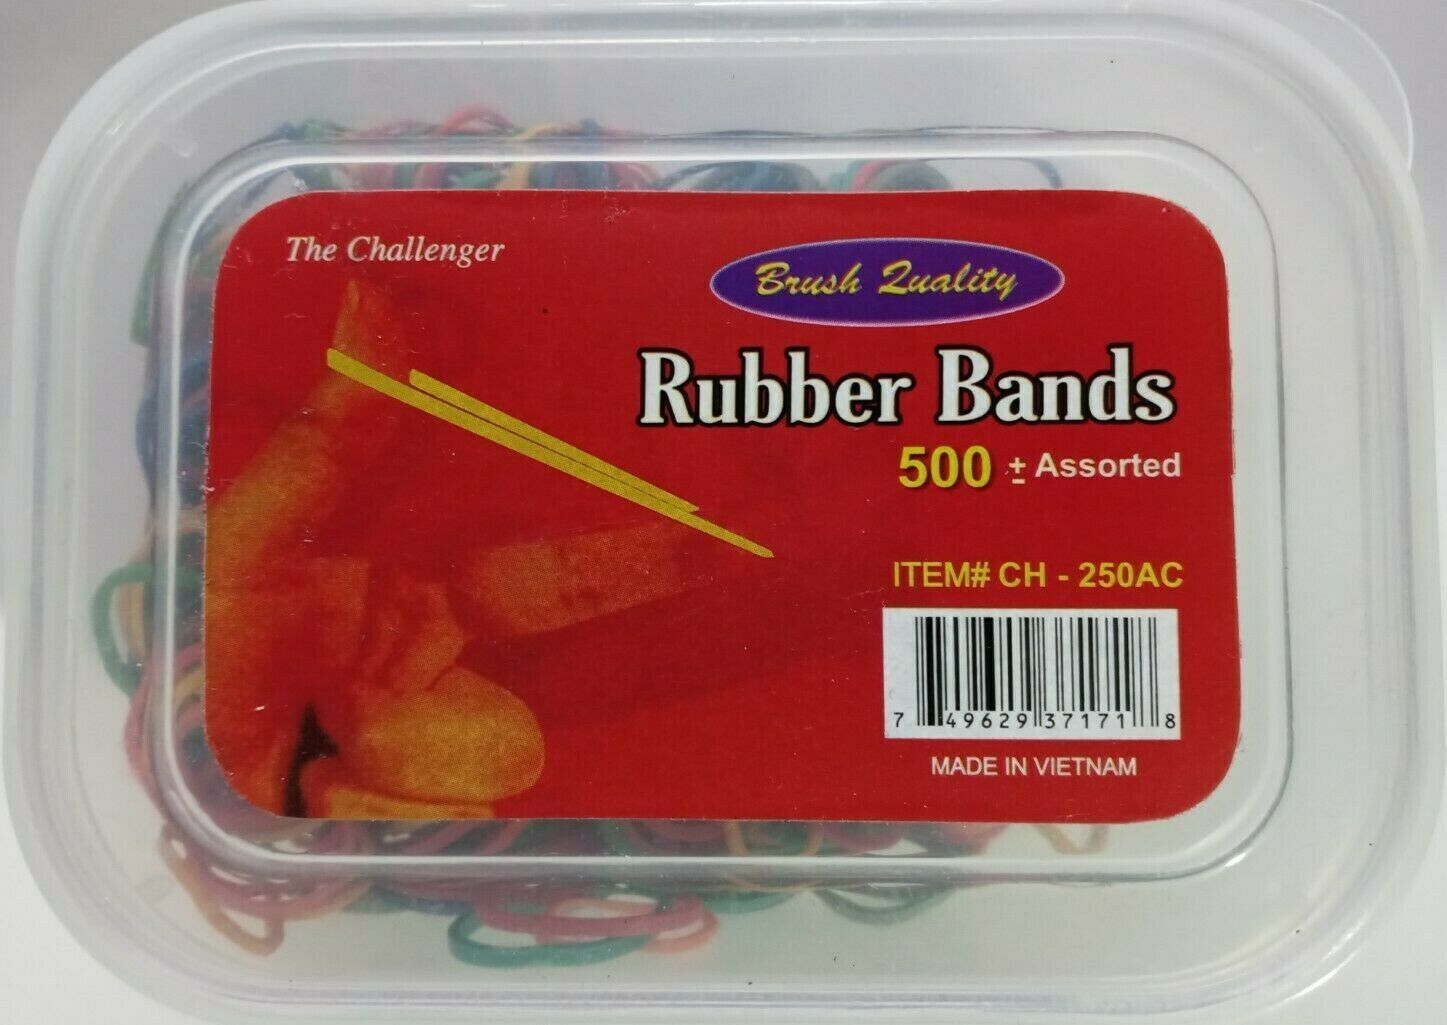 The Challenger
Brush Quality
Rubber Bands
500 ± Assorted
ITEM# CH - 250AC
7 49629 37171 8
MADE IN VIETNAM